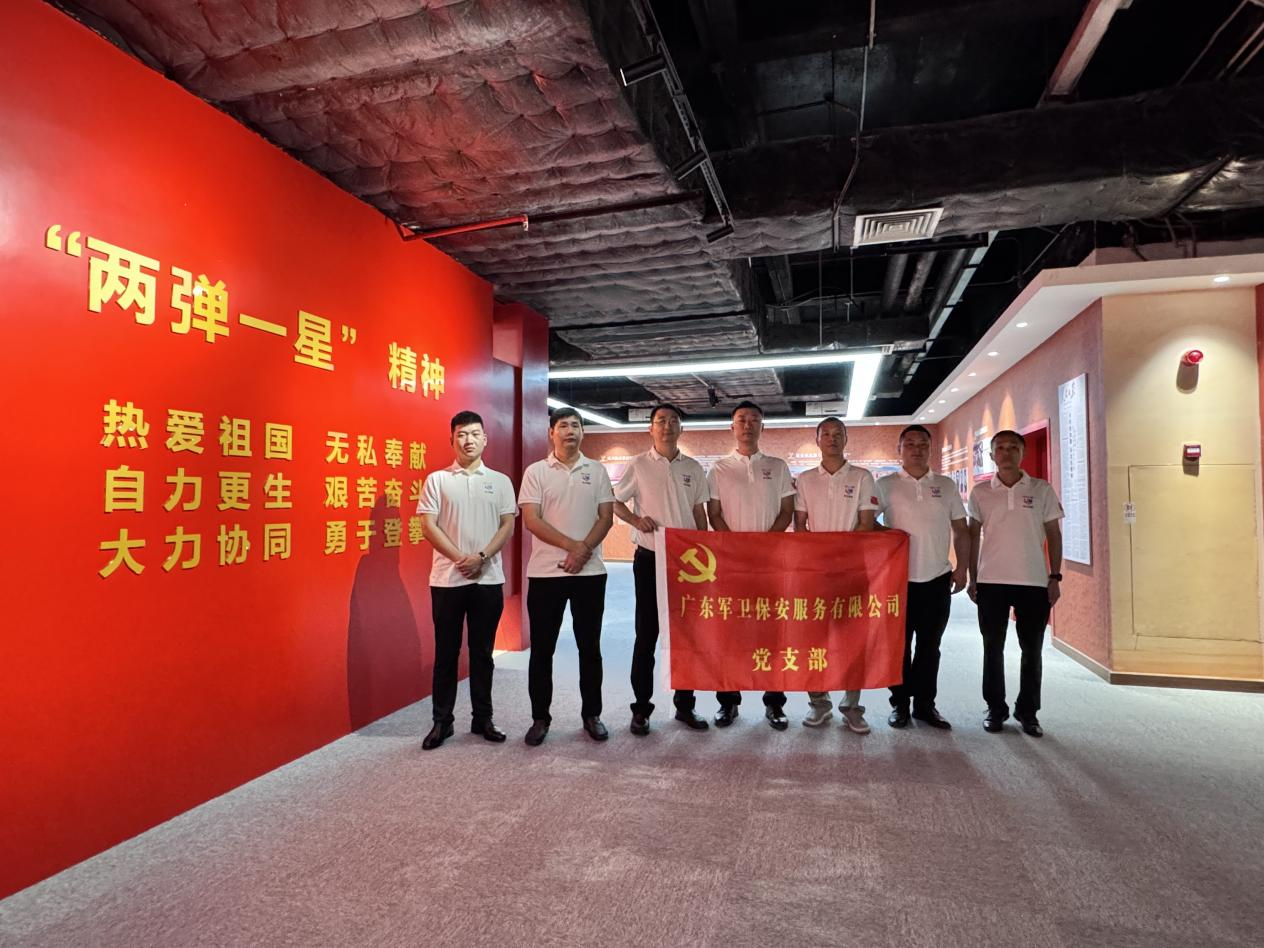 “两弹一星”精神
热爱祖国 无私奉献
自力更生 艰苦奋斗
大力协同 勇于登攀
广东军卫保安服务有限公司
党支部